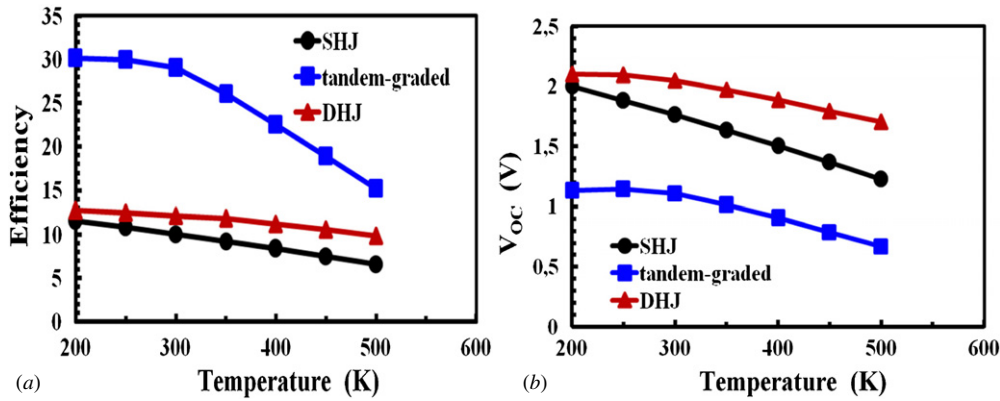 Efficiency
35
30
25
20
15
10
5
0
SHJ
tandem-graded
DHJ
200 300 400 500 600
(a)
Temperature (K)
V_OC (V)
2,5
2
1,5
1
0,5
0
SHJ
tandem-graded
DHJ
200 300 400 500 600
(b)
Temperature (K)